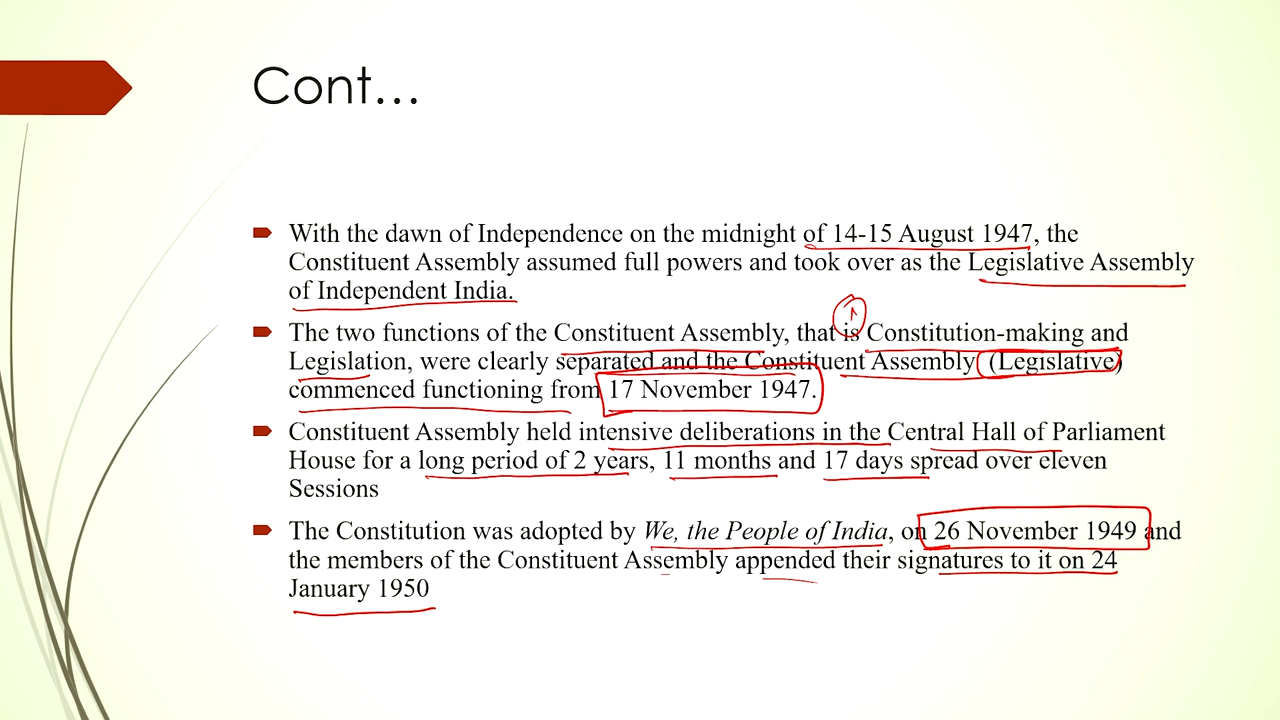 Cont…
With the dawn of Independence on the midnight of 14-15 August 1947, the
Constituent Assembly assumed full powers and took over as the Legislative Assembly
of Independent India.
The two functions of the Constituent Assembly, that is Constitution-making and
Legislation, were clearly separated and the Constituent Assembly (Legislative)
commenced functioning from 17 November 1947.
Constituent Assembly held intensive deliberations in the Central Hall of Parliament
House for a long period of 2 years, 11 months and 17 days spread over eleven
Sessions
The Constitution was adopted by We, the People of India, on 26 November 1949 and
the members of the Constituent Assembly appended their signatures to it on 24
January 1950